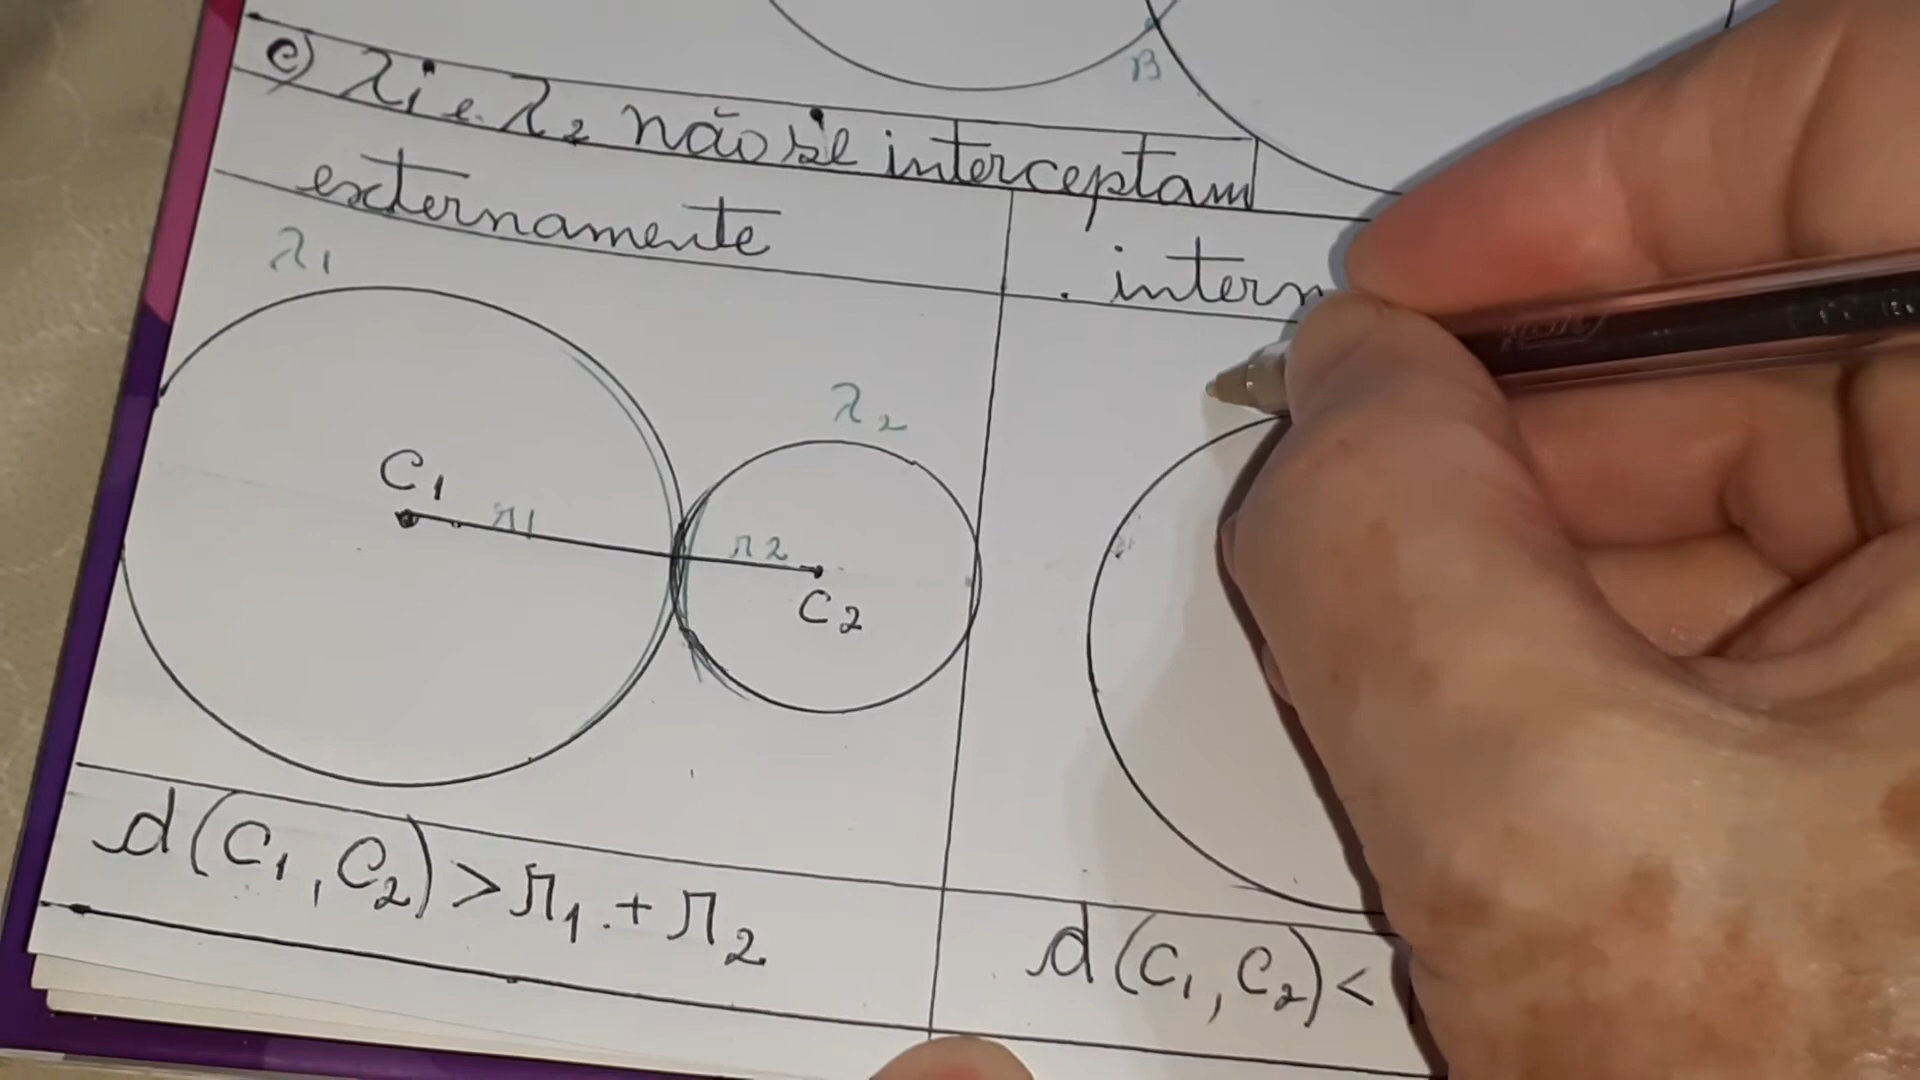 B
c) λ1 e λ2 não se interceptam
externamente
. intern
λ1
λ2
C1
r1
r2
C2
d(C1, C2) > r1 + r2
d(C1, C2) <